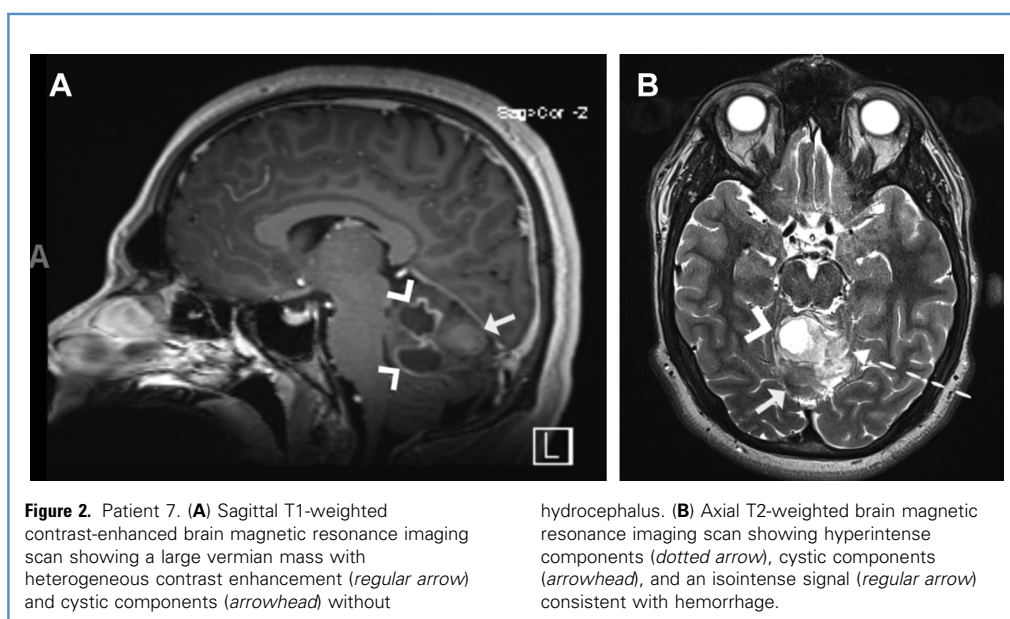 A
B
Sag>Cor -2
A
L
Figure 2. Patient 7. (A) Sagittal T1-weighted
contrast-enhanced brain magnetic resonance imaging
scan showing a large vermian mass with
heterogeneous contrast enhancement (regular arrow)
and cystic components (arrowhead) without
hydrocephalus. (B) Axial T2-weighted brain magnetic
resonance imaging scan showing hyperintense
components (dotted arrow), cystic components
(arrowhead), and an isointense signal (regular arrow)
consistent with hemorrhage.